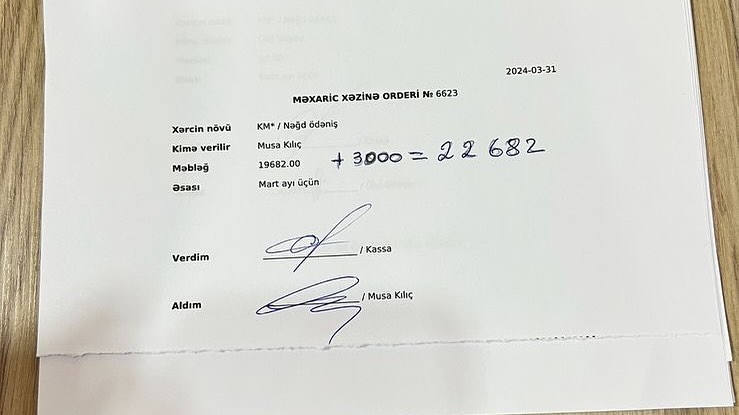 2024-03-31
MƏXARİC XƏZİNƏ ORDERİ № 6623
Xərcin növü KM* / Nəğd ödəniş
Kimə verilir Musa Kılıç
Məbləğ 19682.00 + 3000 = 22 682
Əsası Mart ayı üçün
Verdim / Kassa
Aldım / Musa Kılıç